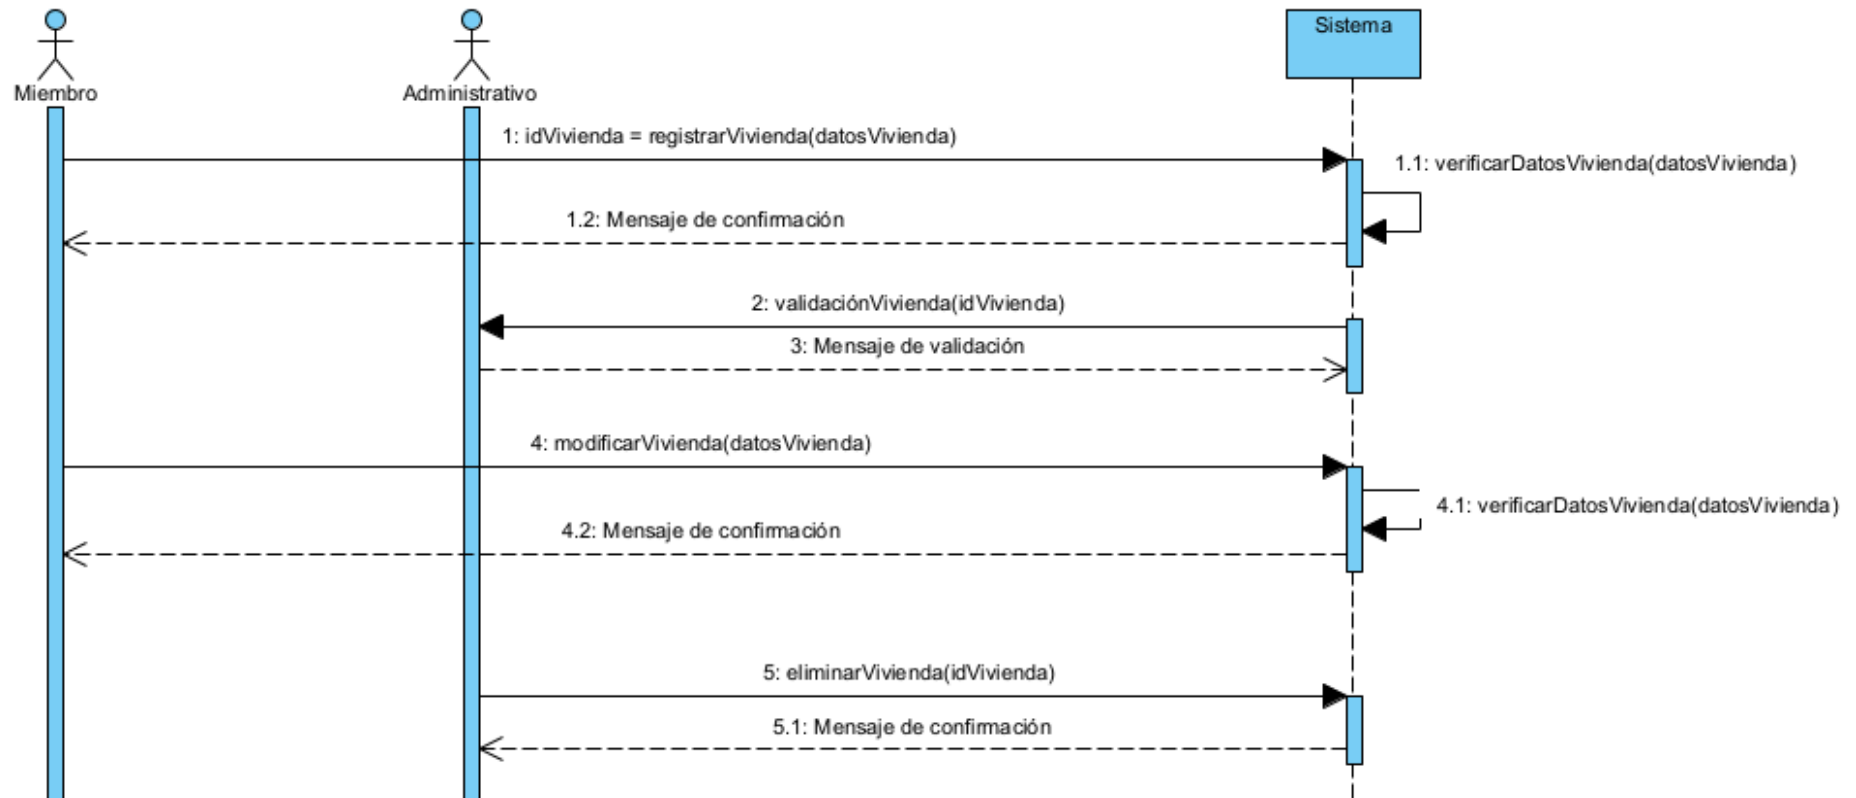 Sistema
Miembro
Administrativo
1: idVivienda = registrarVivienda(datosVivienda)
1.1: verificarDatosVivienda(datosVivienda)
1.2: Mensaje de confirmación
2: validaciónVivienda(idVivienda)
3: Mensaje de validación
4: modificarVivienda(datosVivienda)
4.1: verificarDatosVivienda(datosVivienda)
4.2: Mensaje de confirmación
5: eliminarVivienda(idVivienda)
5.1: Mensaje de confirmación